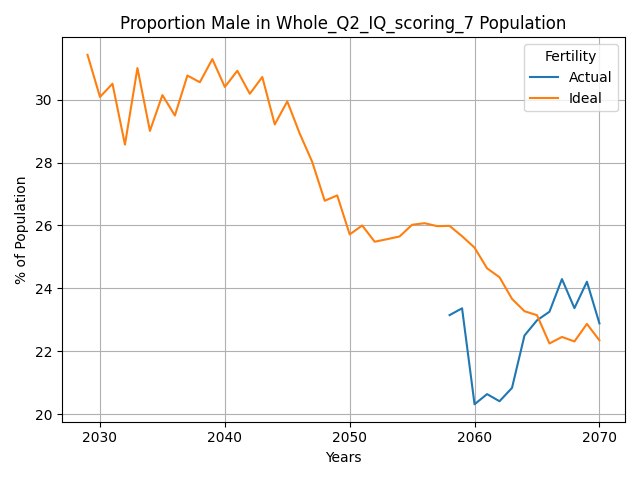 Proportion Male in Whole_Q2_IQ_scoring_7 Population
Fertility
Actual
Ideal
% of Population
30
28
26
24
22
20
2030 2040 2050 2060 2070
Years